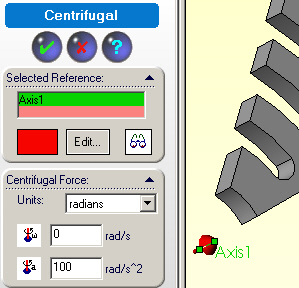 Centrifugal
?
Selected Reference:
Axis1
Edit...
Centrifugal Force:
Units: radians
ω 0 rad/s
a 100 rad/s^2
Axis1